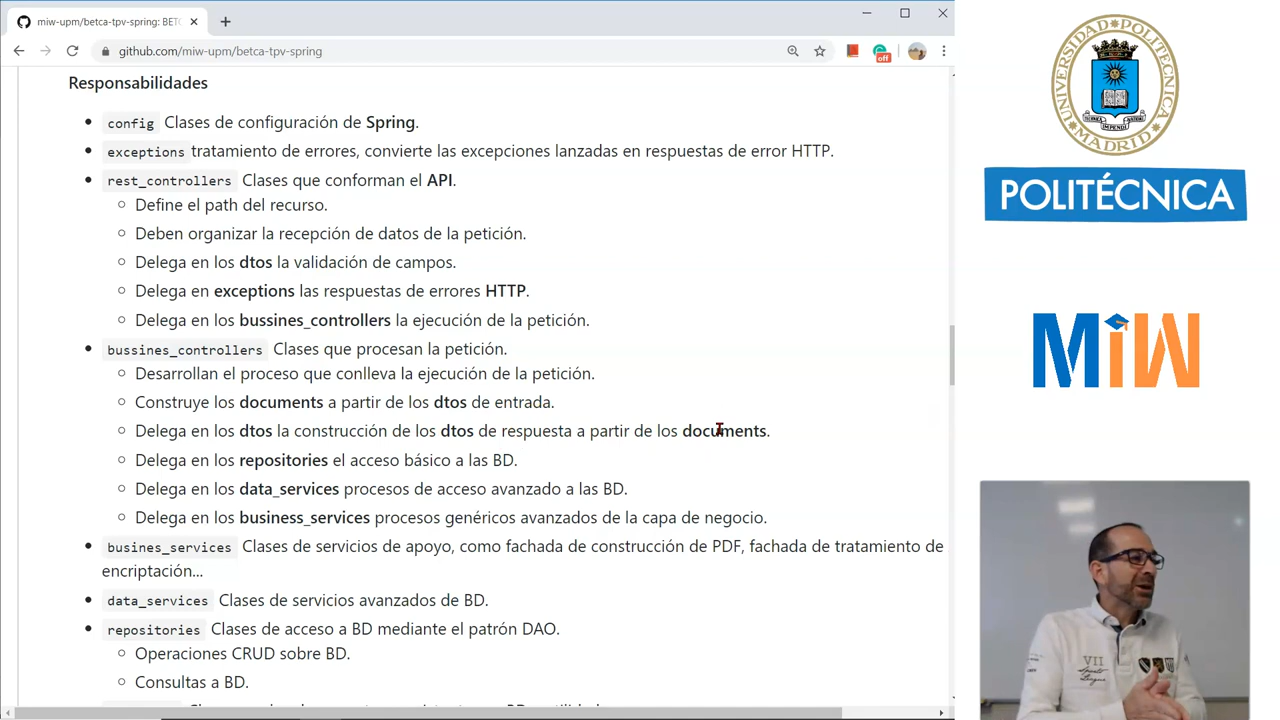 miw-upm/betca-tpv-spring: BETC
github.com/miw-upm/betca-tpv-spring
off
Responsabilidades
config Clases de configuración de Spring.
exceptions tratamiento de errores, convierte las excepciones lanzadas en respuestas de error HTTP.
rest_controllers Clases que conforman el API.
Define el path del recurso.
Deben organizar la recepción de datos de la petición.
Delega en los dtos la validación de campos.
Delega en exceptions las respuestas de errores HTTP.
Delega en los bussines_controllers la ejecución de la petición.
bussines_controllers Clases que procesan la petición.
Desarrollan el proceso que conlleva la ejecución de la petición.
Construye los documents a partir de los dtos de entrada.
Delega en los dtos la construcción de los dtos de respuesta a partir de los documents.
Delega en los repositories el acceso básico a las BD.
Delega en los data_services procesos de acceso avanzado a las BD.
Delega en los business_services procesos genéricos avanzados de la capa de negocio.
busines_services Clases de servicios de apoyo, como fachada de construcción de PDF, fachada de tratamiento de
encriptación...
data_services Clases de servicios avanzados de BD.
repositories Clases de acceso a BD mediante el patrón DAO.
Operaciones CRUD sobre BD.
Consultas a BD.
UNIVERSIDAD POLITÉCNICA
MADRID
POLITÉCNICA
MiW
VII